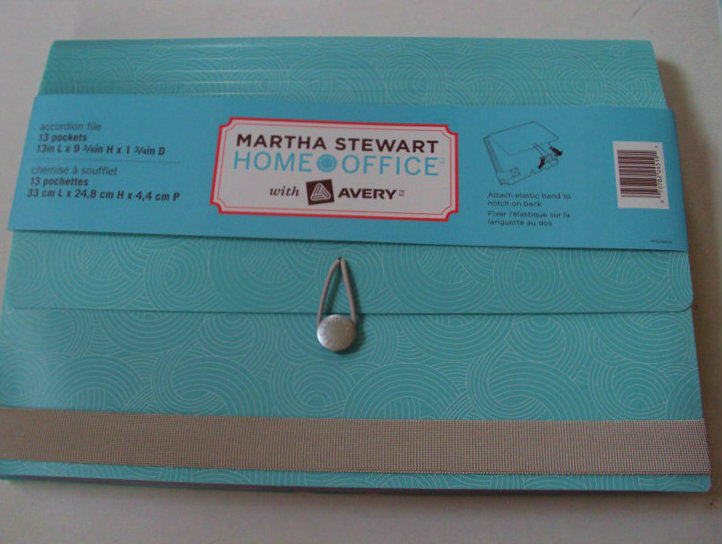 accordion file
13 pockets
13in L x 9 3/4in H x 1 3/4in D
chemise à soufflet
13 pochettes
33 cm L x 24,8 cm H x 4,4 cm P
MARTHA STEWART
HOME OFFICE™
with AVERY™
Attach elastic band to
notch on back
Fixer l'élastique sur la
languette au dos